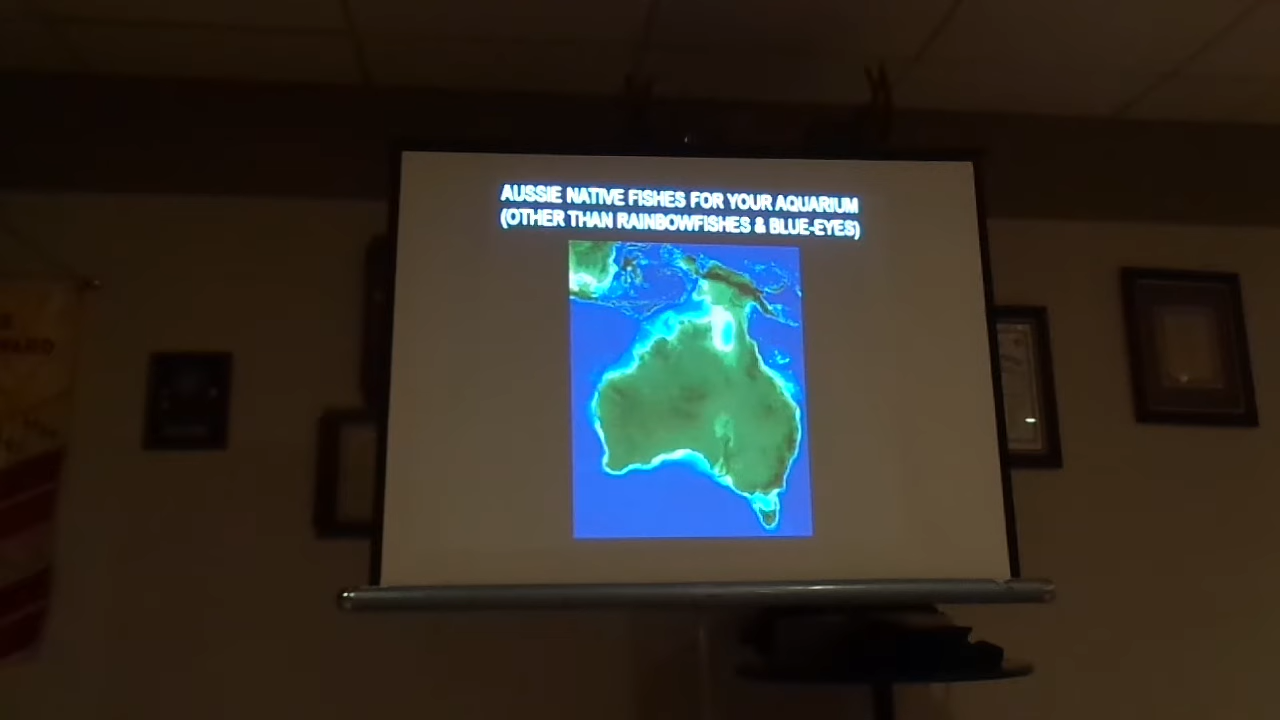 AUSSIE NATIVE FISHES FOR YOUR AQUARIUM
(OTHER THAN RAINBOWFISHES & BLUE-EYES)